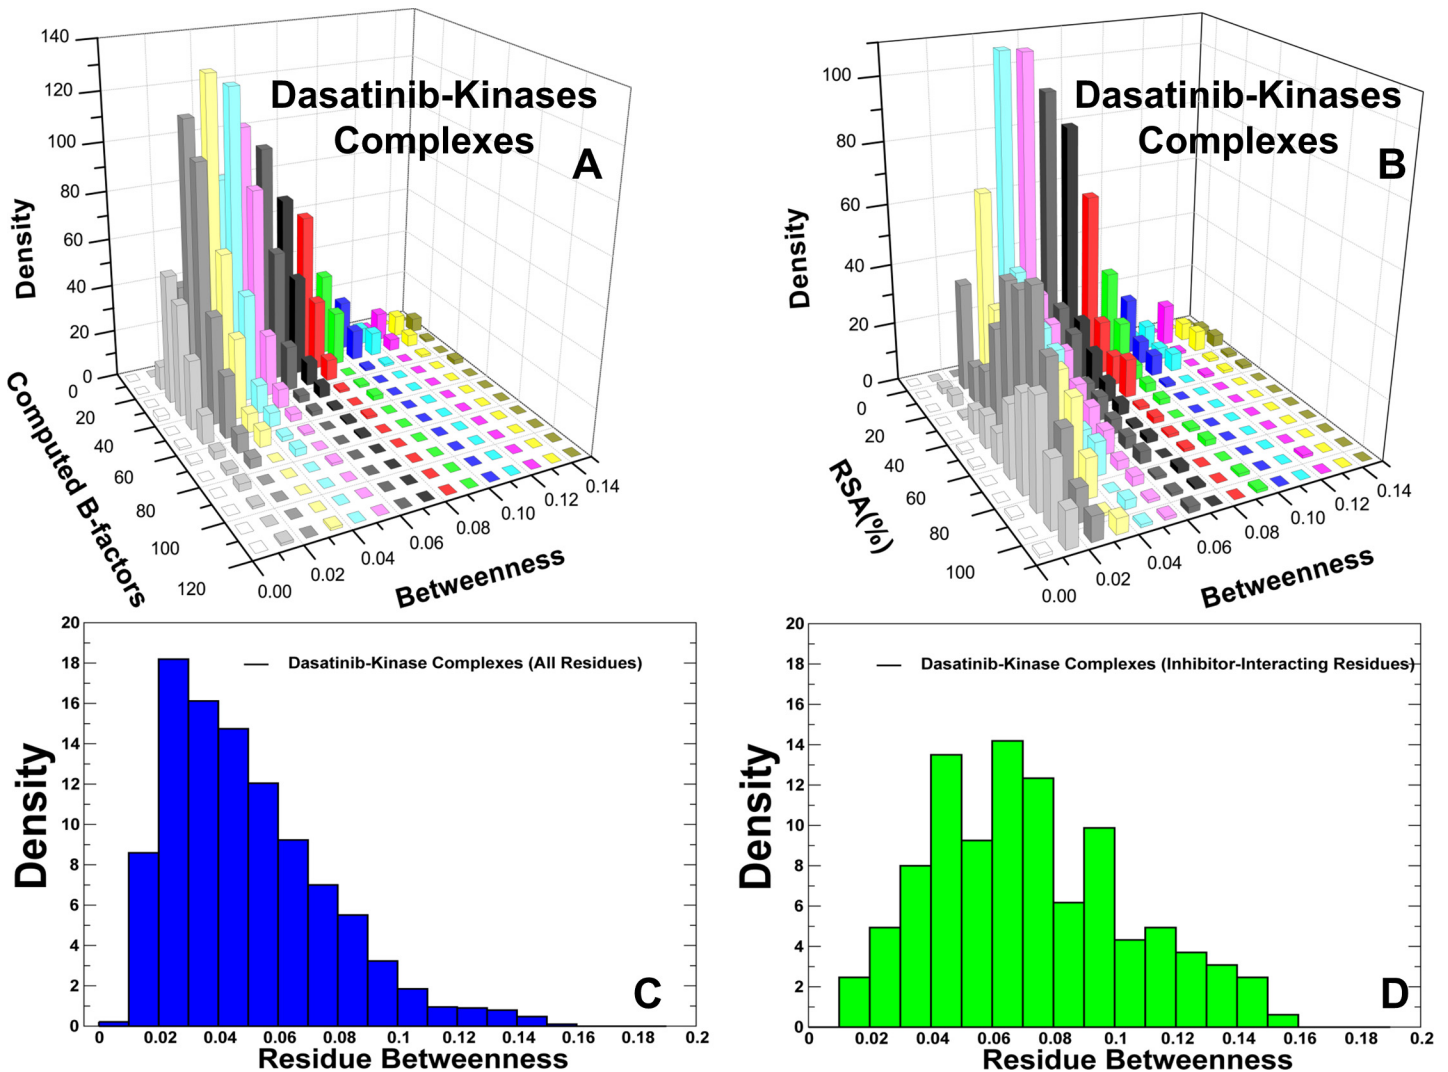 Dasatinib-Kinases
Complexes
A
Density
140
120
100
80
60
40
20
0
Computed B-factors
0
20
40
60
80
100
120
Betweenness
0.00
0.02
0.04
0.06
0.08
0.10
0.12
0.14
Dasatinib-Kinases
Complexes
B
Density
100
80
60
40
20
0
RSA(%)
0
20
40
60
80
100
Betweenness
0.00
0.02
0.04
0.06
0.08
0.10
0.12
0.14
Dasatinib-Kinase Complexes (All Residues)
C
Density
20
18
16
14
12
10
8
6
4
2
0
0 0.02 0.04 0.06 0.08 0.1 0.12 0.14 0.16 0.18 0.2
Residue Betweenness
Dasatinib-Kinase Complexes (Inhibitor-Interacting Residues)
D
Density
20
18
16
14
12
10
8
6
4
2
0
0 0.02 0.04 0.06 0.08 0.1 0.12 0.14 0.16 0.18 0.2
Residue Betweenness